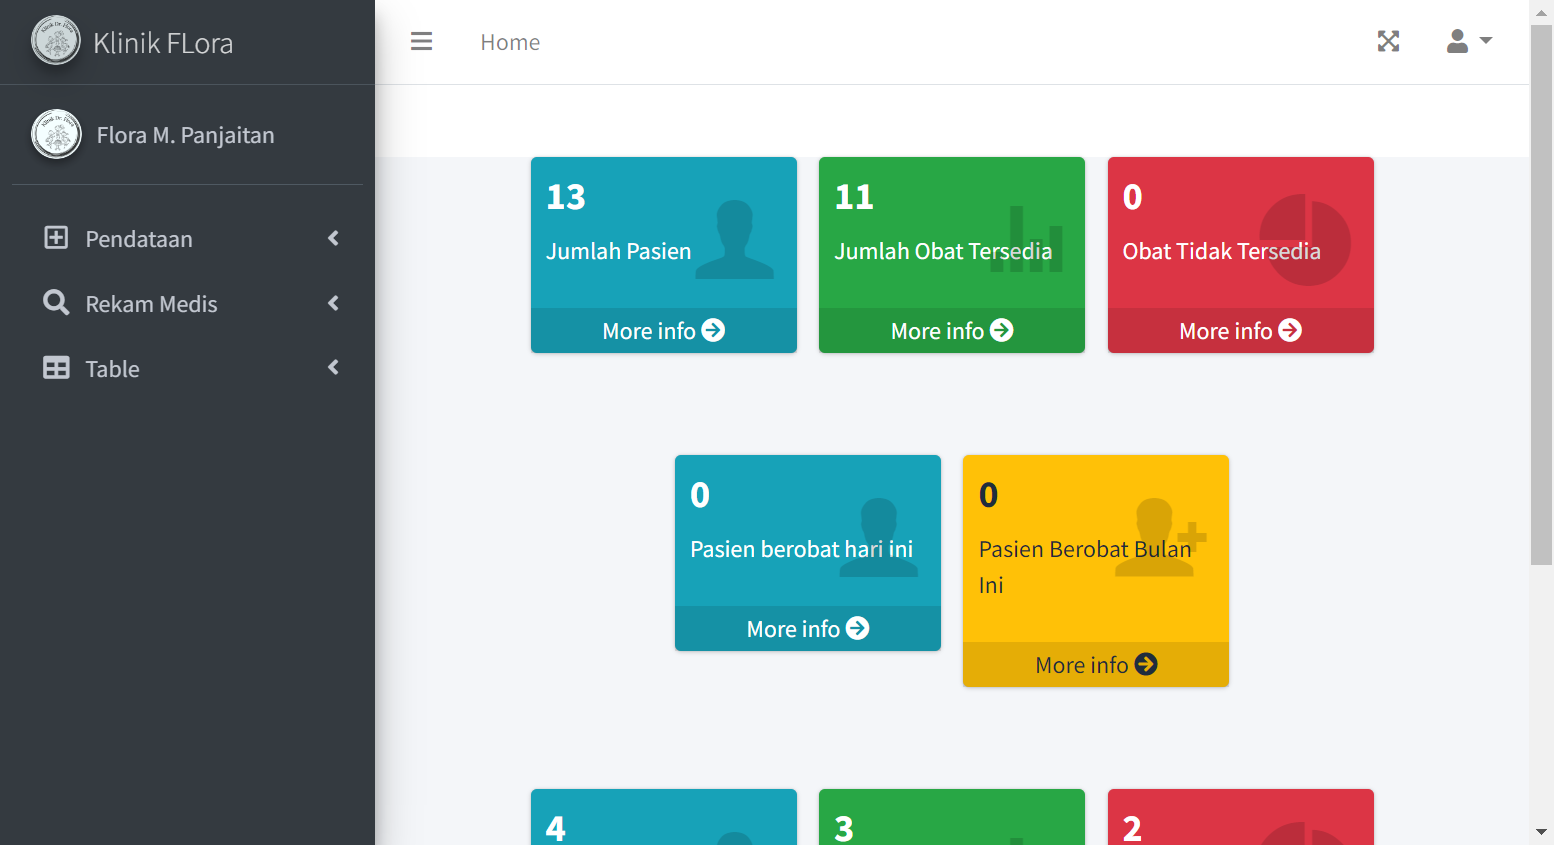 Klinik FLora
Home
Flora M. Panjaitan
Pendataan
Rekam Medis
Table
13
Jumlah Pasien
More info
11
Jumlah Obat Tersedia
More info
0
Obat Tidak Tersedia
More info
0
Pasien berobat hari ini
More info
0
Pasien Berobat Bulan
Ini
More info
4
3
2